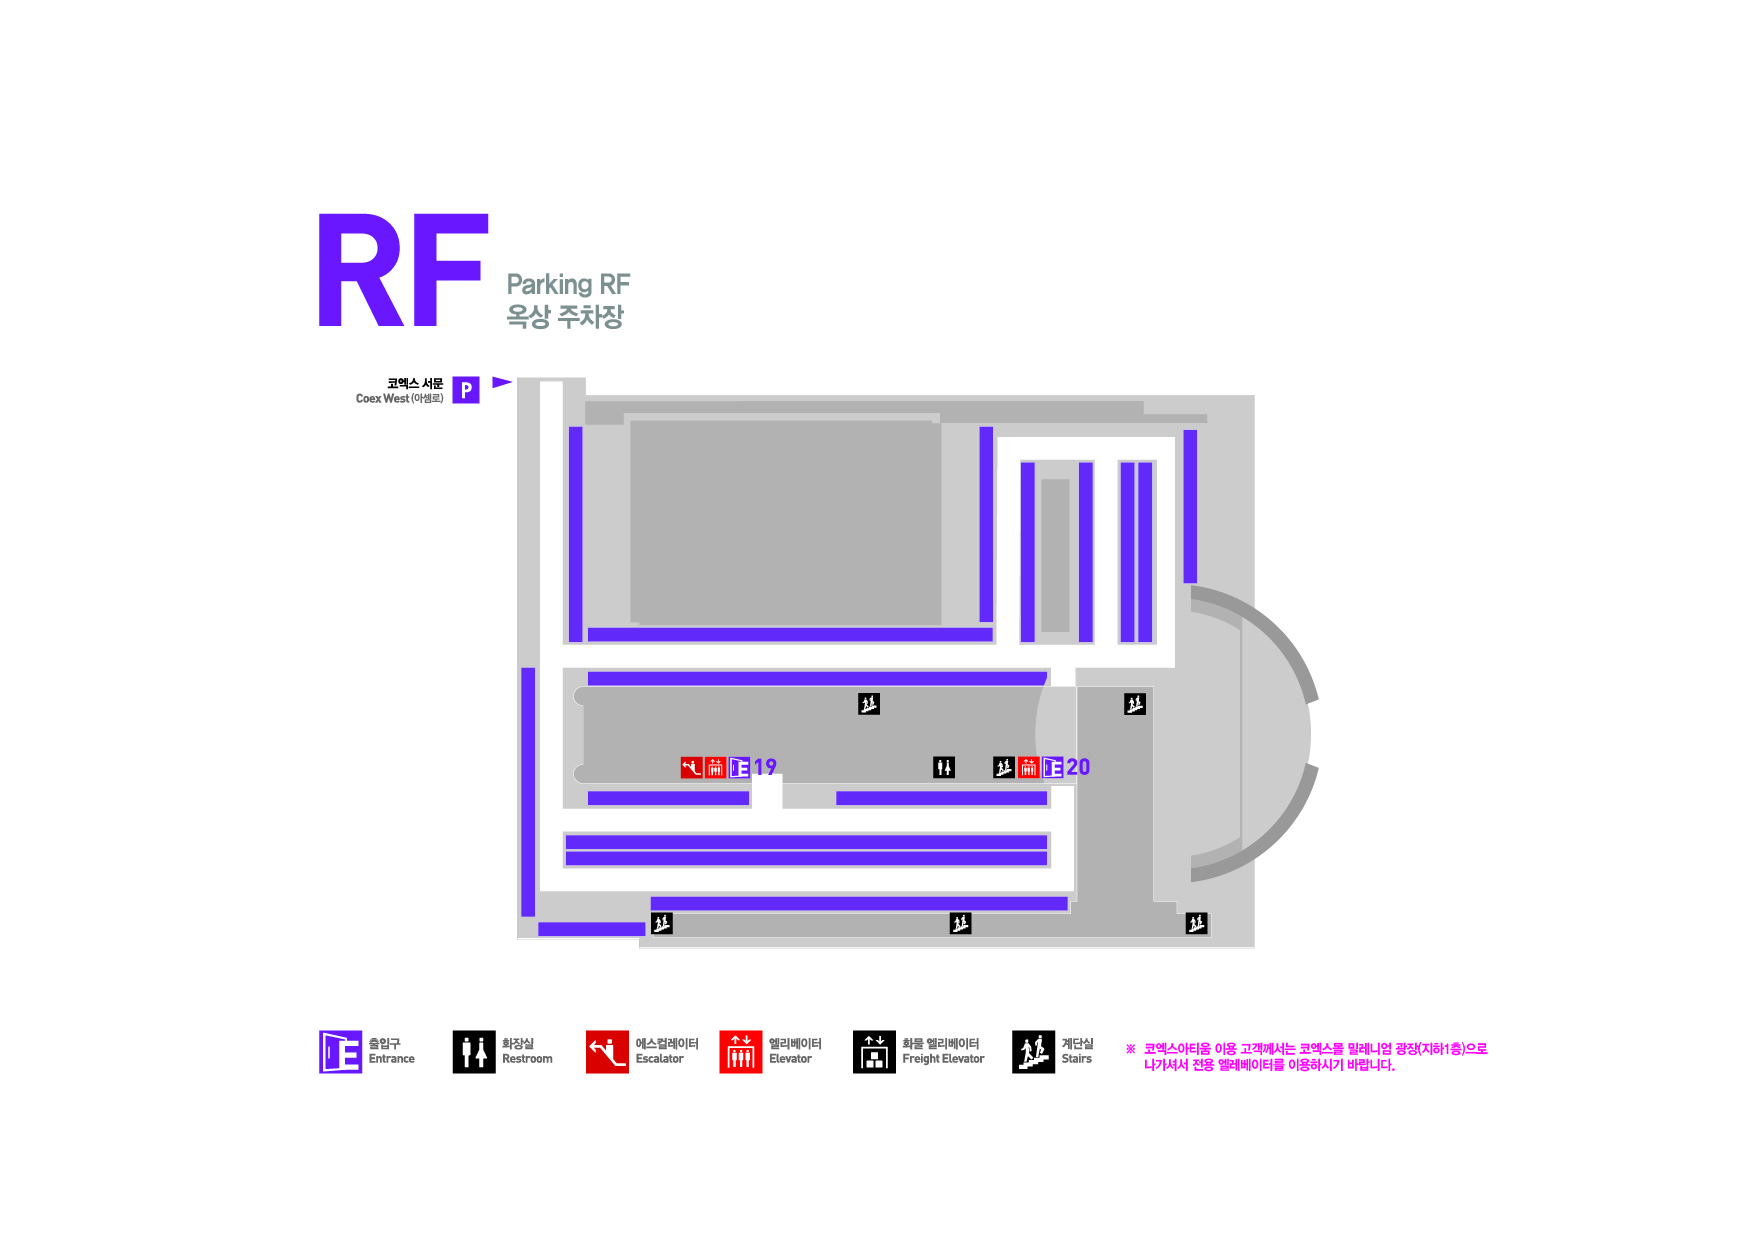 RF
Parking RF
옥상 주차장
코엑스 서문
Coex West (아셈로)
P
E 19
E 20
E
출입구
Entrance
화장실
Restroom
에스컬레이터
Escalator
엘리베이터
Elevator
화물 엘리베이터
Freight Elevator
계단실
Stairs
※ 코엑스아티움 이용 고객께서는 코엑스몰 밀레니엄 광장(지하1층)으로
나가셔서 전용 엘레베이터를 이용하시기 바랍니다.